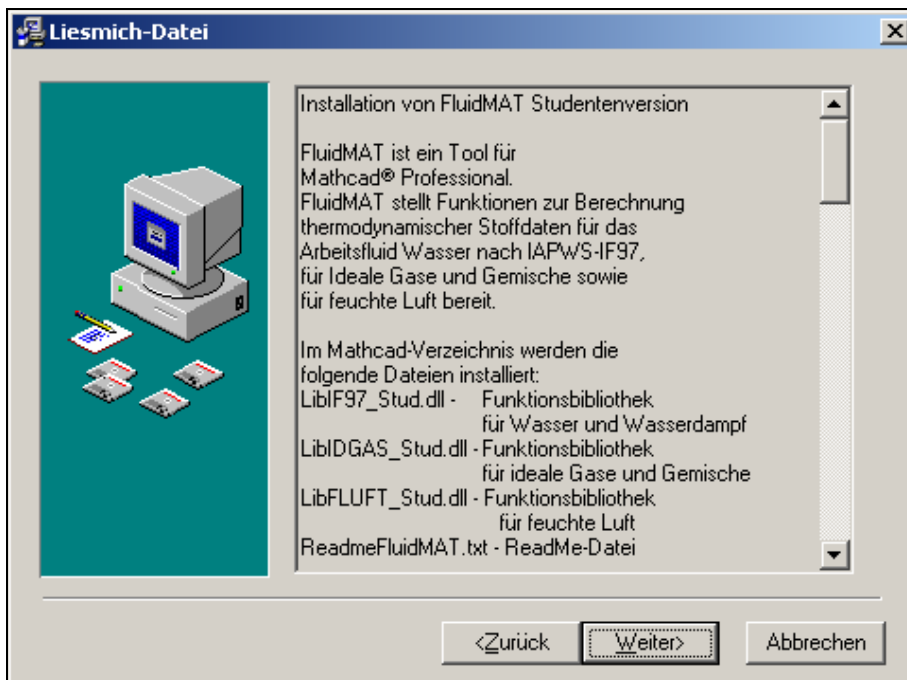 Liesmich-Datei
Installation von FluidMAT Studentenversion
FluidMAT ist ein Tool für
Mathcad® Professional.
FluidMAT stellt Funktionen zur Berechnung
thermodynamischer Stoffdaten für das
Arbeitsfluid Wasser nach IAPWS-IF97,
für Ideale Gase und Gemische sowie
für feuchte Luft bereit.
Im Mathcad-Verzeichnis werden die
folgende Dateien installiert:
LibIF97_Stud.dll - Funktionsbibliothek
für Wasser und Wasserdampf
LibIDGAS_Stud.dll - Funktionsbibliothek
für ideale Gase und Gemische
LibFLUFT_Stud.dll - Funktionsbibliothek
für feuchte Luft
ReadmeFluidMAT.txt - ReadMe-Datei
<Zurück Weiter> Abbrechen